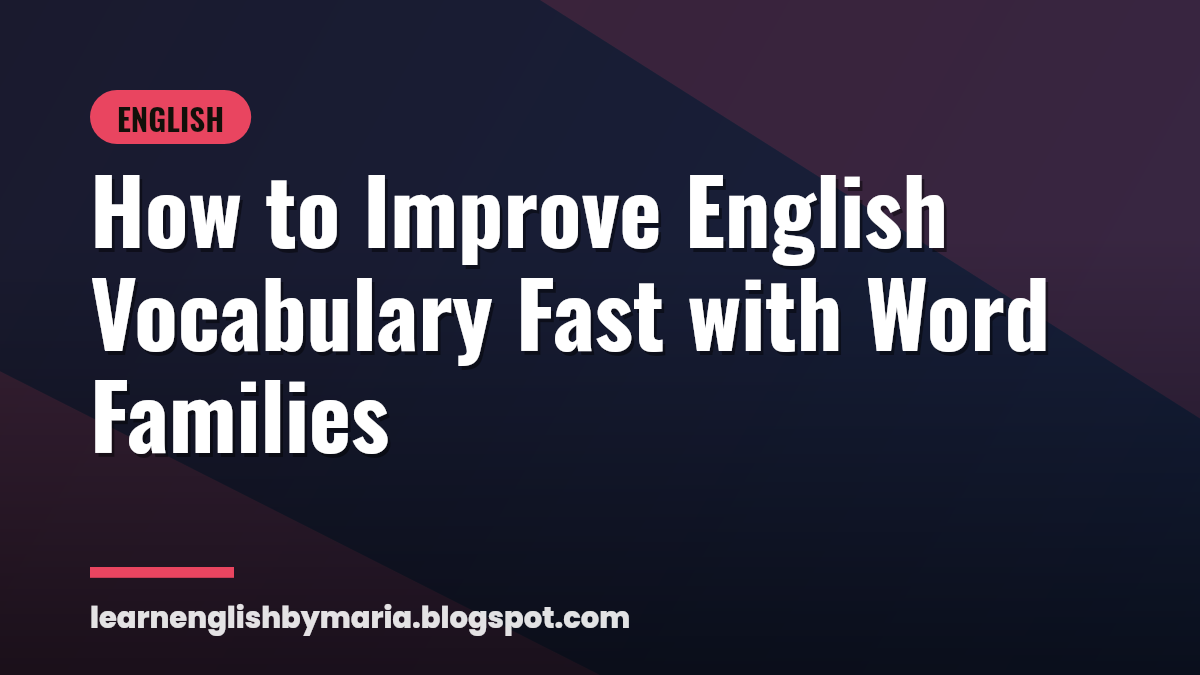 ENGLISH
How to Improve English
Vocabulary Fast with Word
Families
learnenglishbymaria.blogspot.com